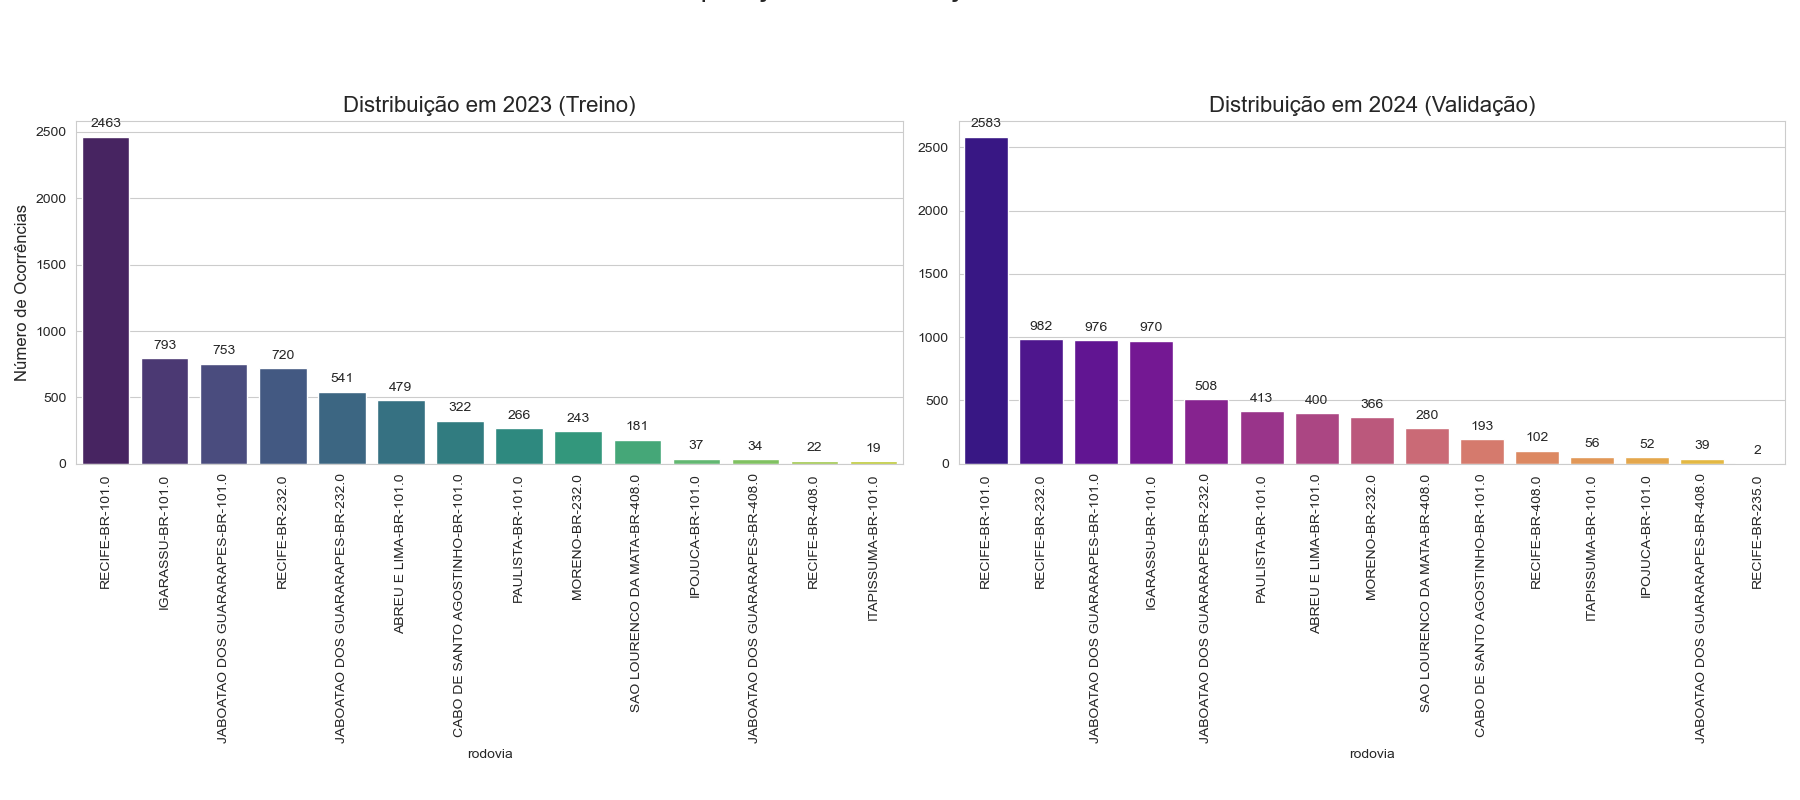 Distribuição em 2023 (Treino)
Número de Ocorrências
2500
2000
1500
1000
500
0
2463
793
753
720
541
479
322
266
243
181
37
34
22
19
RECIFE-BR-101.0
IGARASSU-BR-101.0
JABOATAO DOS GUARARAPES-BR-101.0
RECIFE-BR-232.0
JABOATAO DOS GUARARAPES-BR-232.0
ABREU E LIMA-BR-101.0
CABO DE SANTO AGOSTINHO-BR-101.0
PAULISTA-BR-101.0
MORENO-BR-232.0
SAO LOURENCO DA MATA-BR-408.0
IPOJUCA-BR-101.0
JABOATAO DOS GUARARAPES-BR-408.0
RECIFE-BR-408.0
ITAPISSUMA-BR-101.0
rodovia
Distribuição em 2024 (Validação)
2500
2000
1500
1000
500
0
2583
982
976
970
508
413
400
366
280
193
102
56
52
39
2
RECIFE-BR-101.0
RECIFE-BR-232.0
JABOATAO DOS GUARARAPES-BR-101.0
IGARASSU-BR-101.0
JABOATAO DOS GUARARAPES-BR-232.0
PAULISTA-BR-101.0
ABREU E LIMA-BR-101.0
MORENO-BR-232.0
SAO LOURENCO DA MATA-BR-408.0
CABO DE SANTO AGOSTINHO-BR-101.0
RECIFE-BR-408.0
ITAPISSUMA-BR-101.0
IPOJUCA-BR-101.0
JABOATAO DOS GUARARAPES-BR-408.0
RECIFE-BR-235.0
rodovia